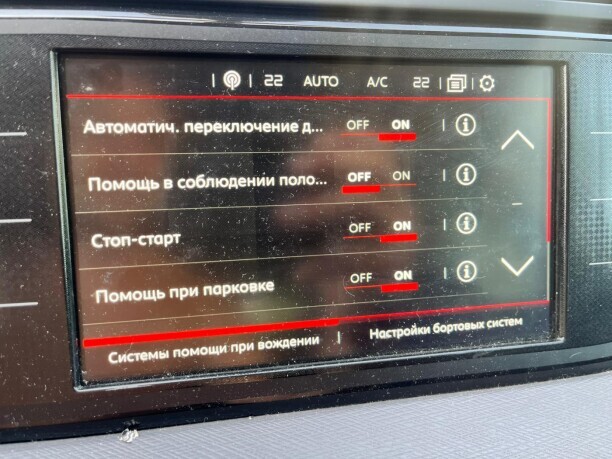 22 AUTO A/C 22
Автоматич. переключение д... OFF ON
Помощь в соблюдении поло... OFF ON
Стоп-старт OFF ON
Помощь при парковке OFF ON
Системы помощи при вождении | Настройки бортовых систем